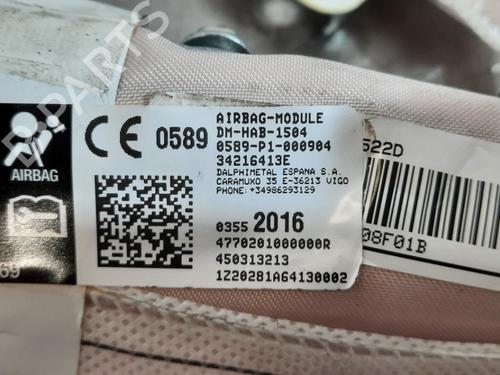 B-PARTS
AIRBAG
69
CE 0589
AIRBAG-MODULE
DM-HAB-1504
0589-P1-000904
34216413E
DALPHIMETAL ESPANA S.A.
CARAMUXO 35 E-36213 VIGO
PHONE: +34986293129
0355 2016
4770201000000R
450313213
1Z20281A64130002
522D
08F01B